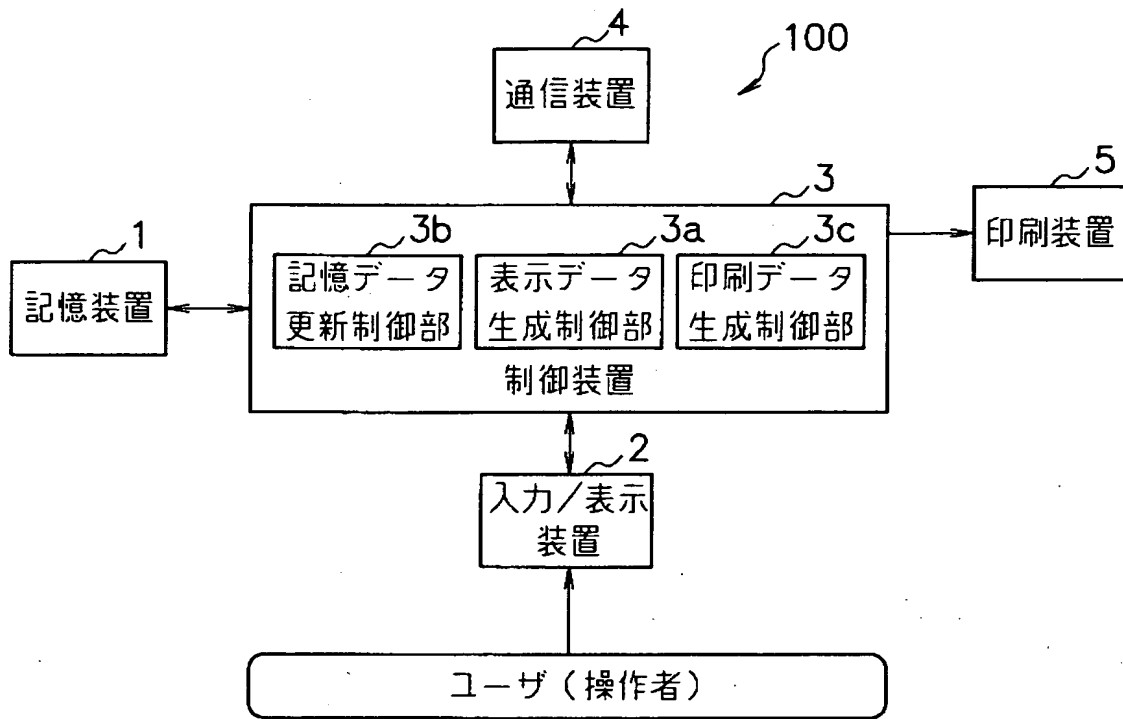 4
100
通信装置
3
5
印刷装置
1
記憶装置
3b
3a
3c
記憶データ
更新制御部
表示データ
生成制御部
印刷データ
生成制御部
制御装置
2
入力/表示
装置
ユーザ(操作者)